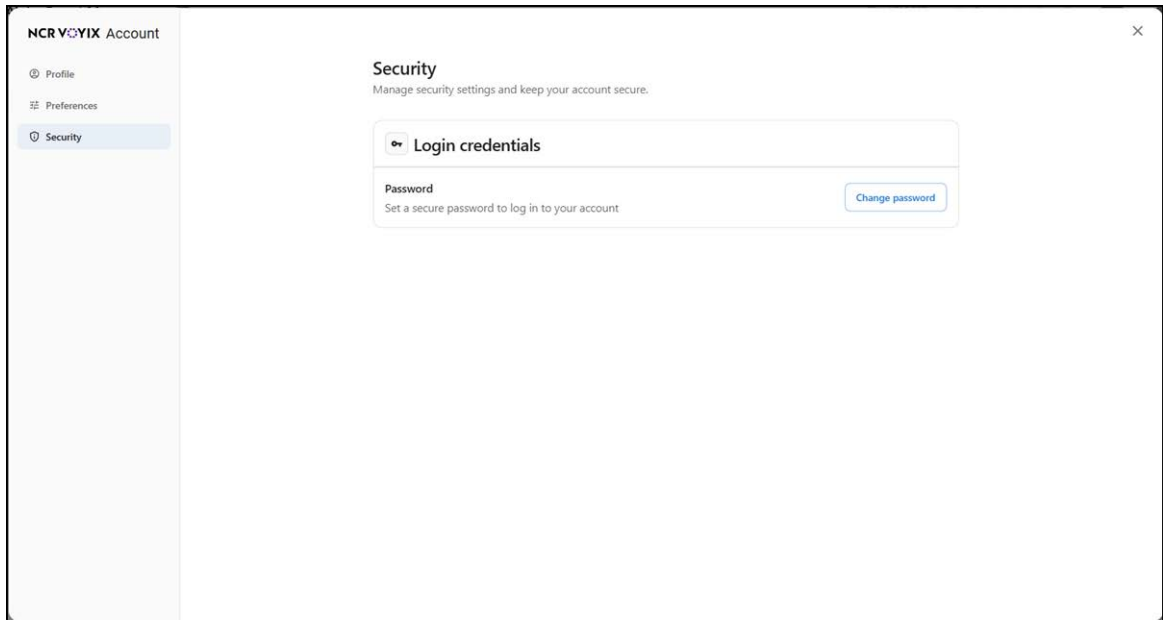 NCR VOYIX Account
Profile
Preferences
Security
Security
Manage security settings and keep your account secure.
Login credentials
Password
Set a secure password to log in to your account
Change password